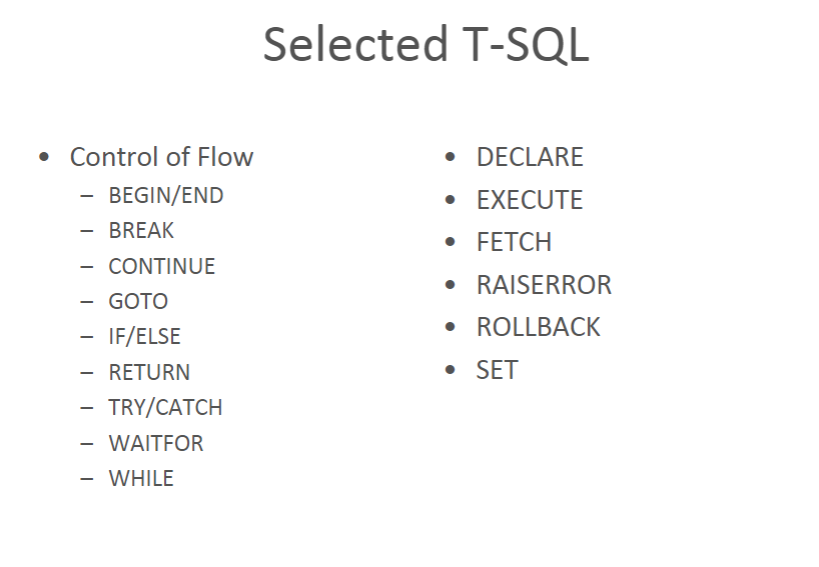 Selected T-SQL
• Control of Flow
– BEGIN/END
– BREAK
– CONTINUE
– GOTO
– IF/ELSE
– RETURN
– TRY/CATCH
– WAITFOR
– WHILE
• DECLARE
• EXECUTE
• FETCH
• RAISERROR
• ROLLBACK
• SET